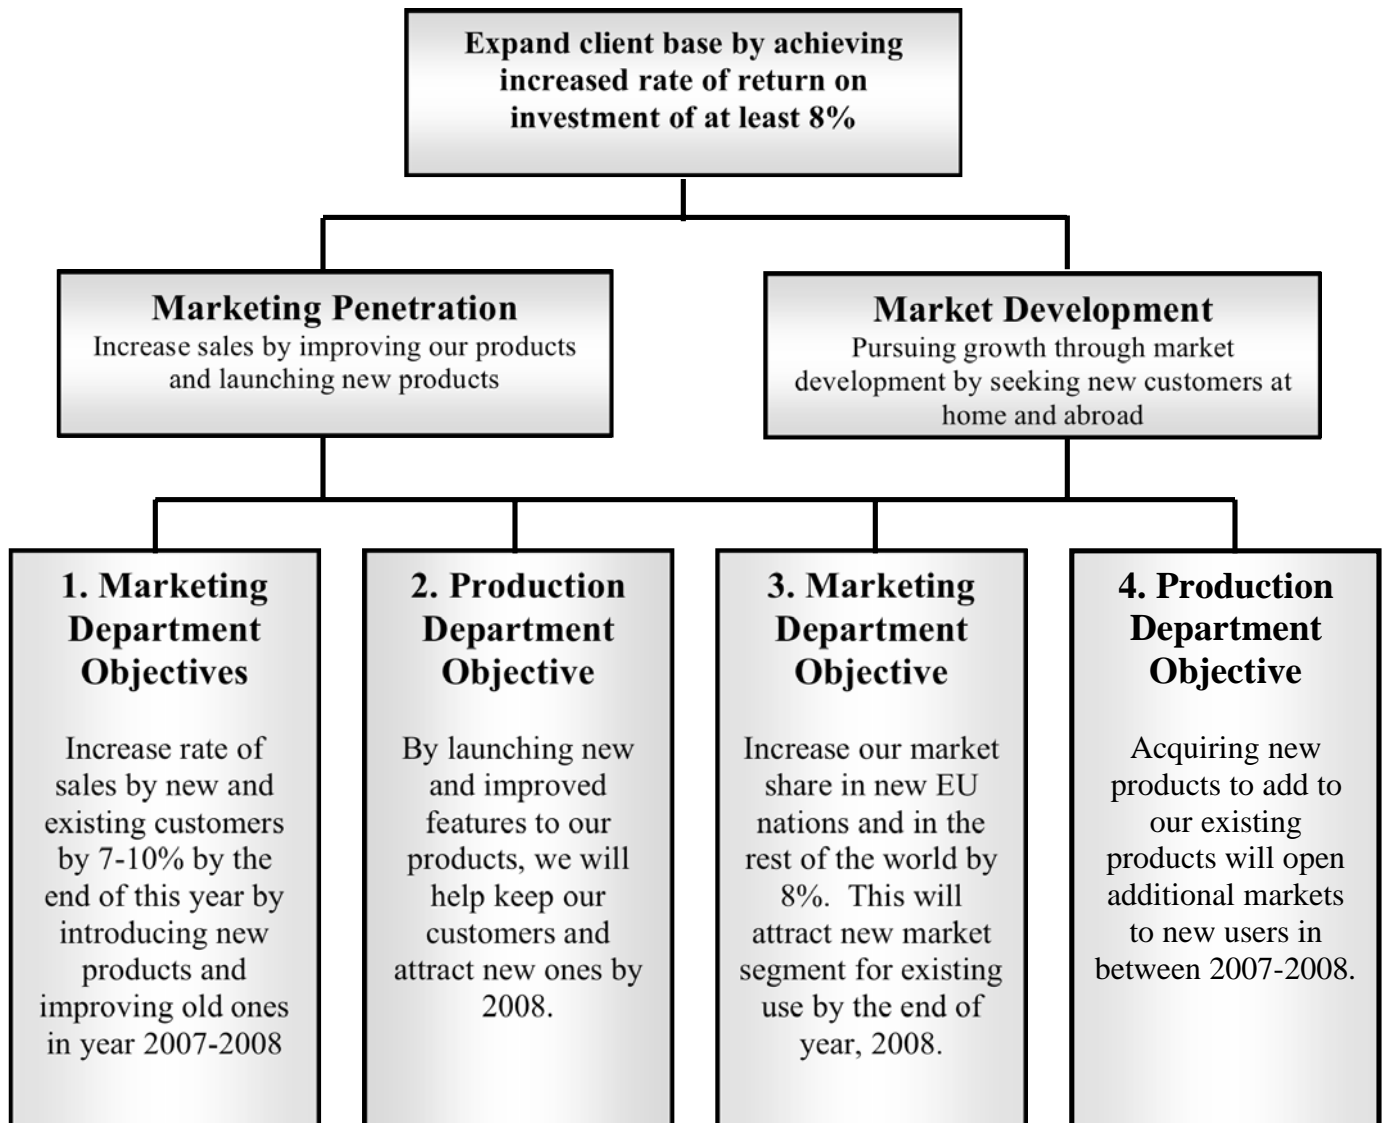 Expand client base by achieving
increased rate of return on
investment of at least 8%
Marketing Penetration
Increase sales by improving our products
and launching new products
Market Development
Pursuing growth through market
development by seeking new customers at
home and abroad
1. Marketing
Department
Objectives
Increase rate of
sales by new and
existing customers
by 7-10% by the
end of this year by
introducing new
products and
improving old ones
in year 2007-2008
2. Production
Department
Objective
By launching new
and improved
features to our
products, we will
help keep our
customers and
attract new ones by
2008.
3. Marketing
Department
Objective
Increase our market
share in new EU
nations and in the
rest of the world by
8%.  This will
attract new market
segment for existing
use by the end of
year, 2008.
4. Production
Department
Objective
Acquiring new
products to add to
our existing
products will open
additional markets
to new users in
between 2007-2008.